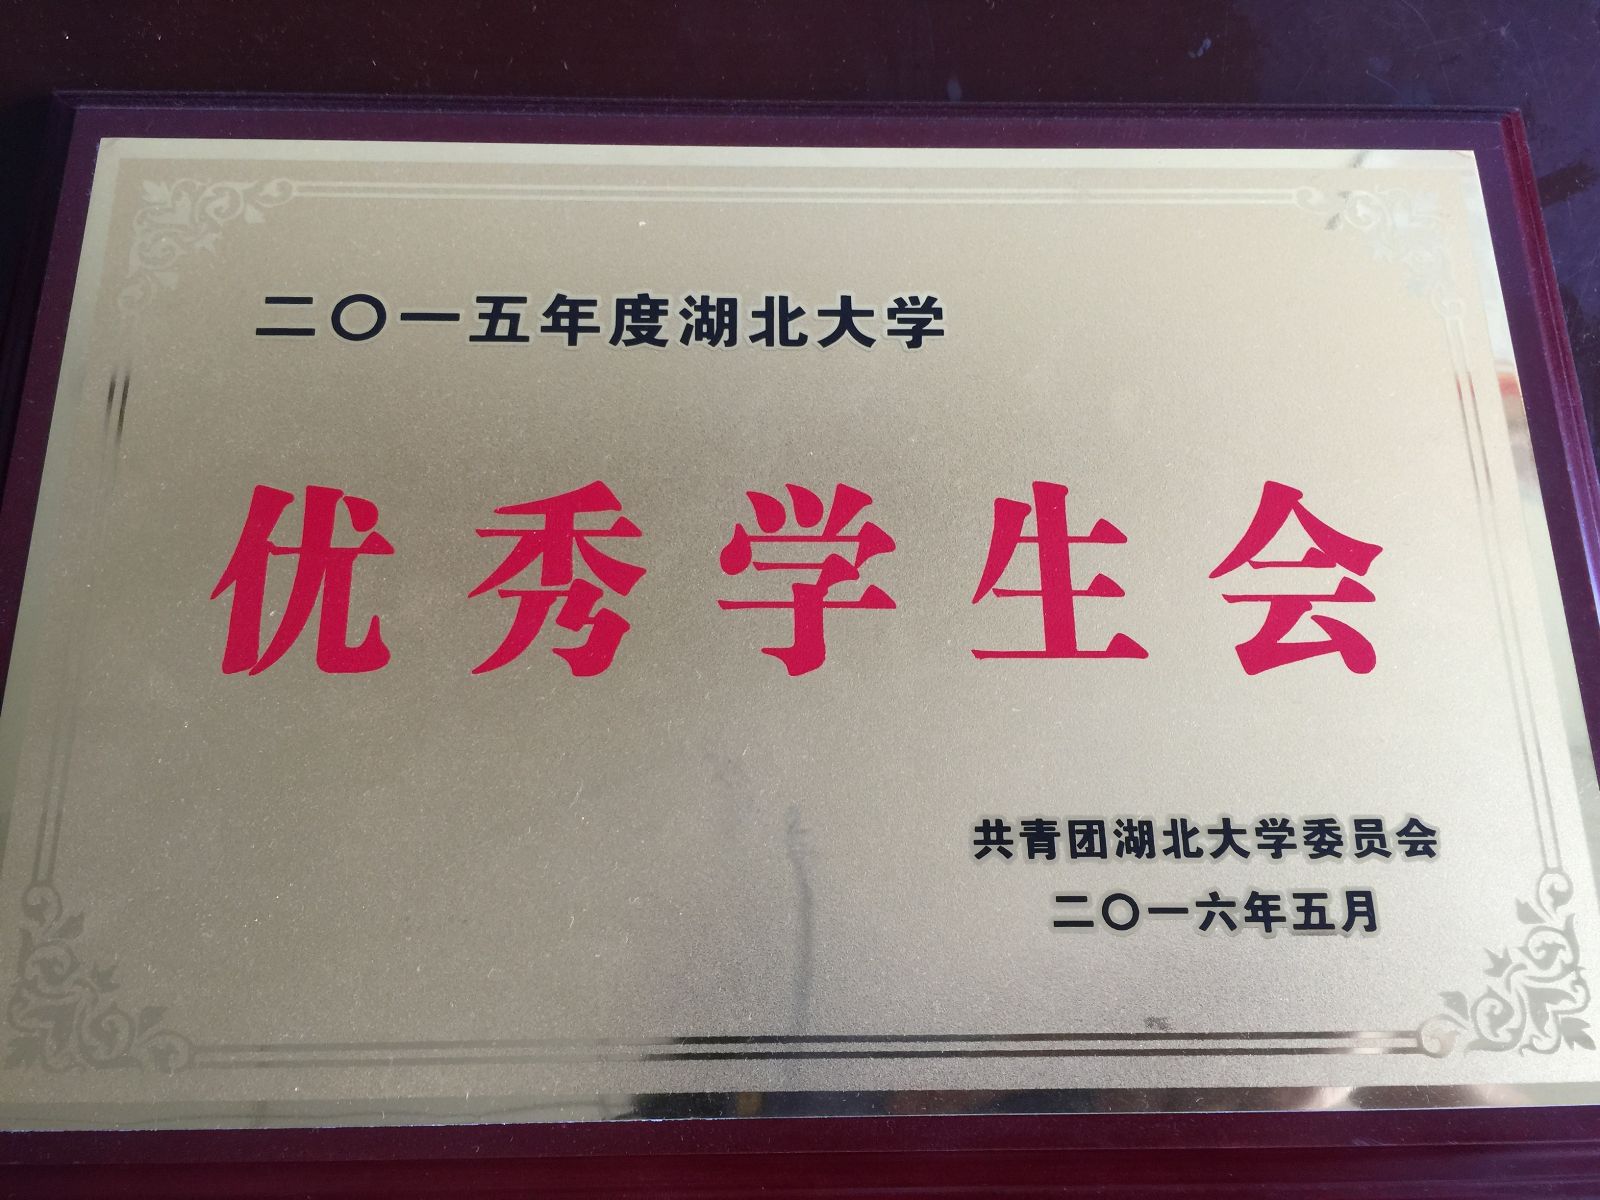 二〇一五年度湖北大学
优秀学生会
共青团湖北大学委员会
二〇一六年五月